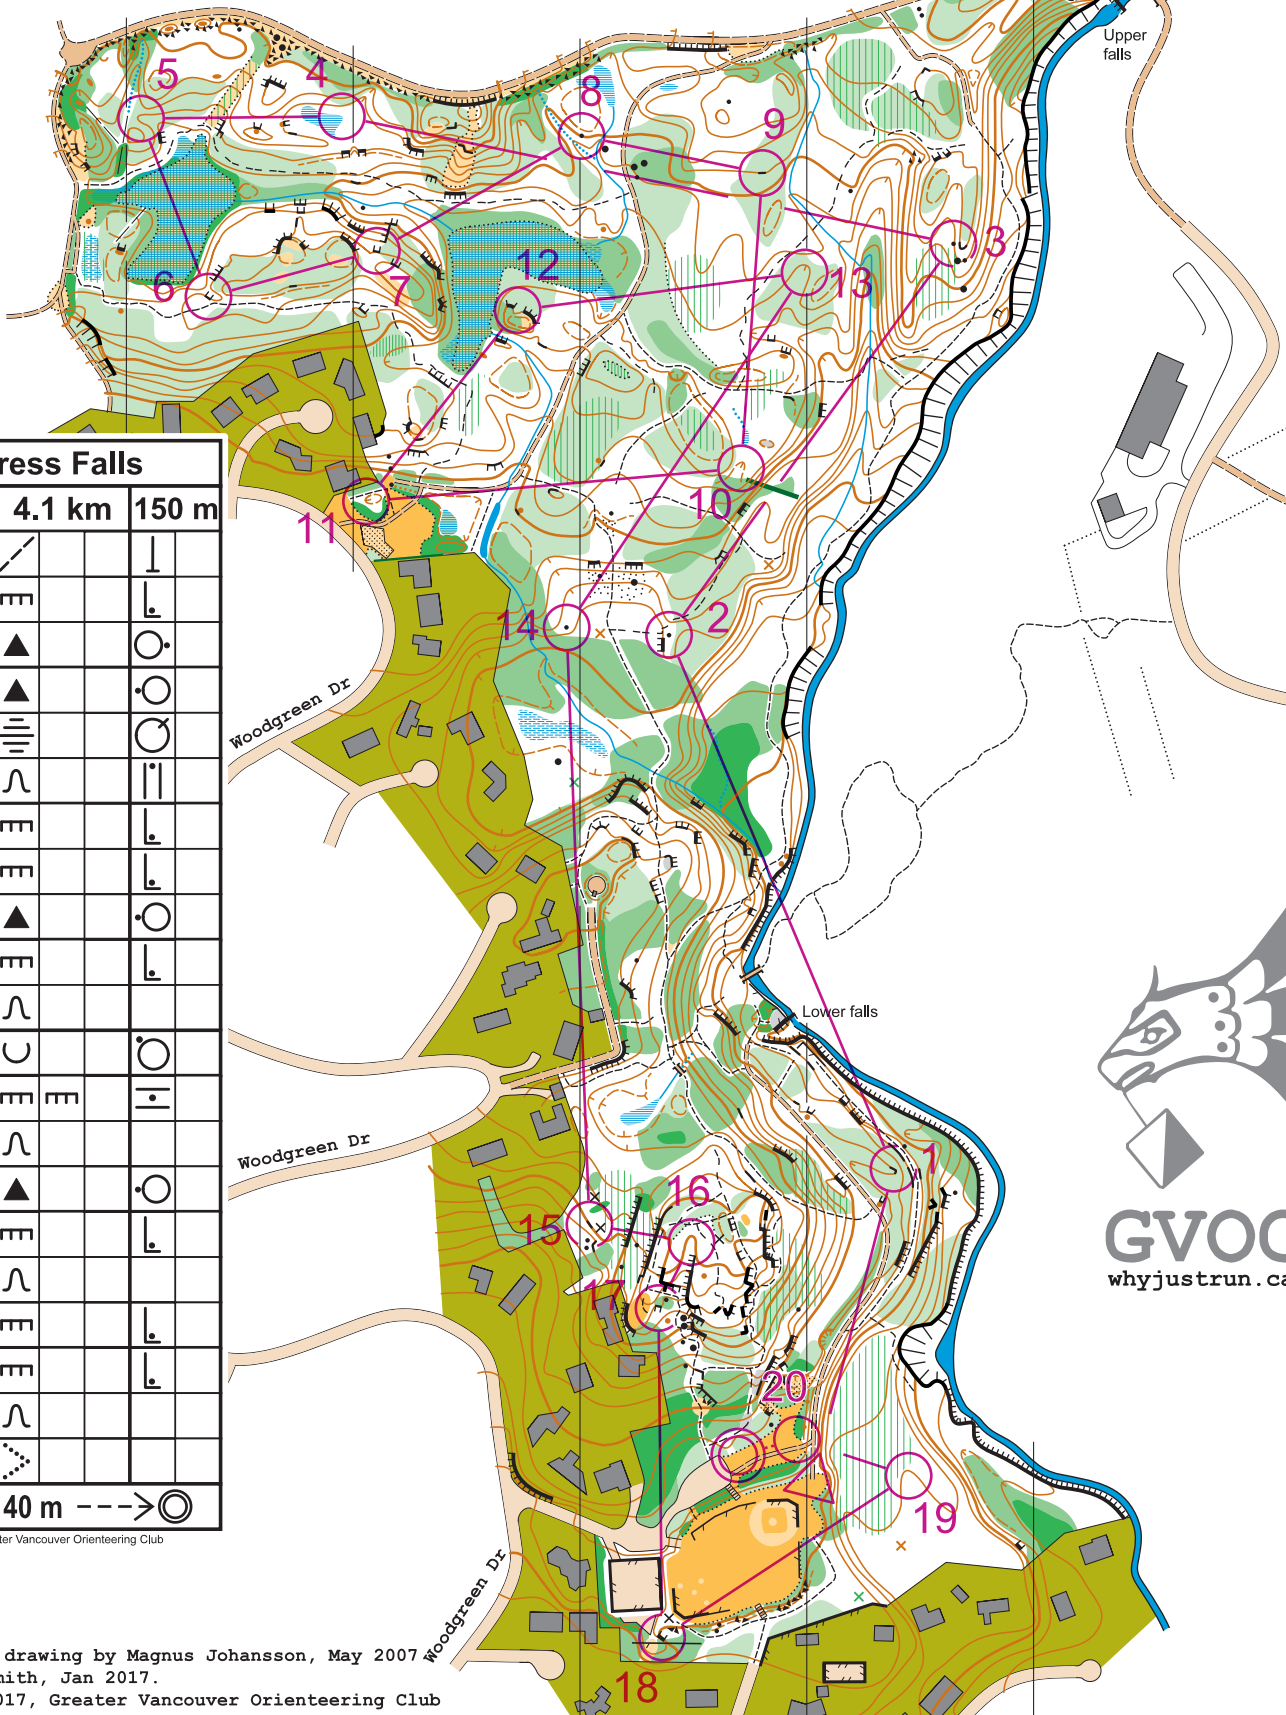 Upper
falls
5
4
8
9
3
12
13
6
7
10
11
14
2
ress Falls
4.1 km 150 m
40 m
ter Vancouver Orienteering Club
Woodgreen Dr
Lower falls
1
Woodgreen Dr
16
15
17
20
19
18
Woodgreen Dr
GVOC
whyjustrun.ca
drawing by Magnus Johansson, May 2007
mith, Jan 2017.
017, Greater Vancouver Orienteering Club